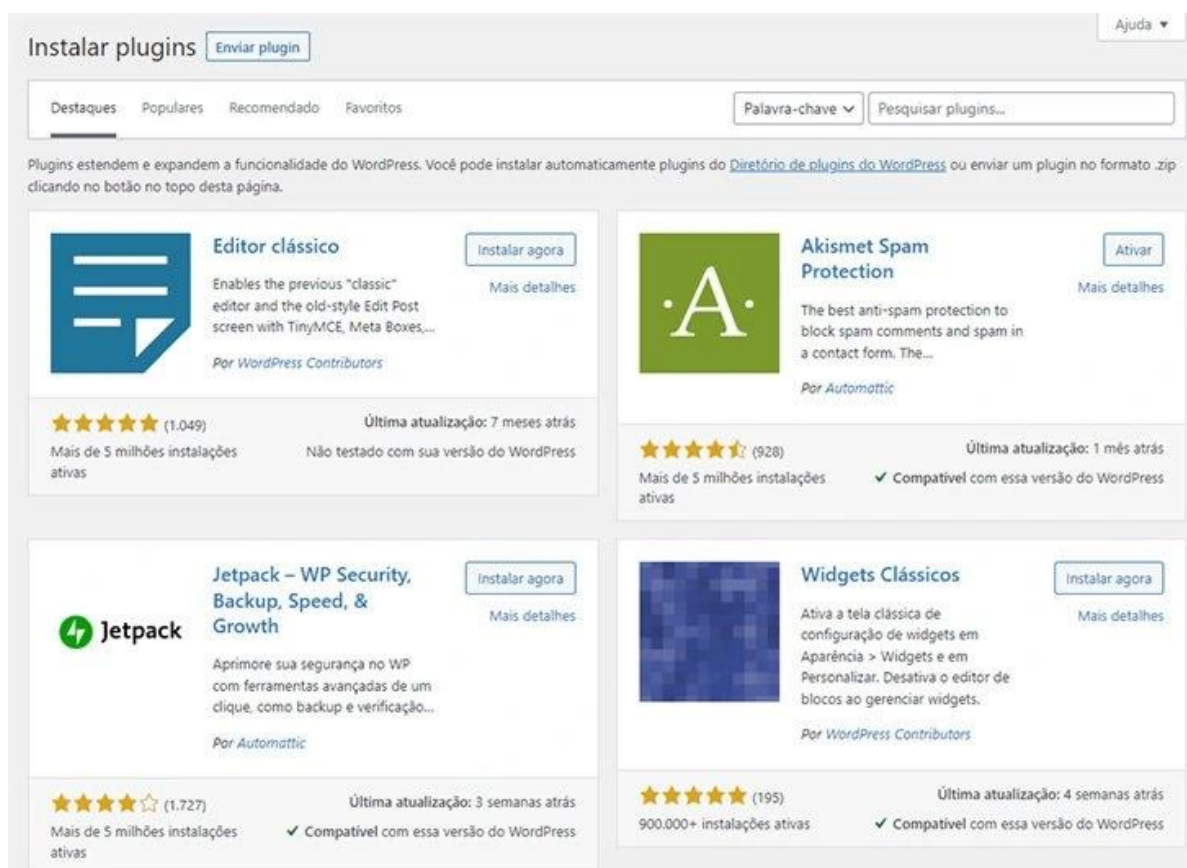 Ajuda ▼
Instalar plugins Enviar plugin
Destaques Populares Recomendado Favoritos Palavra-chave Pesquisar plugins...
Plugins estendem e expandem a funcionalidade do WordPress. Você pode instalar automaticamente plugins do Diretório de plugins do WordPress ou enviar um plugin no formato .zip
clicando no botão no topo desta página.
Editor clássico
Instalar agora
Enables the previous "classic"
editor and the old-style Edit Post
screen with TinyMCE, Meta Boxes,...
Mais detalhes
Por WordPress Contributors
(1.049)
Última atualização: 7 meses atrás
Mais de 5 milhões instalações
ativas
Não testado com sua versão do WordPress
·A·
Akismet Spam
Protection
Ativar
Mais detalhes
The best anti-spam protection to
block spam comments and spam in
a contact form. The...
Por Automattic
(928)
Última atualização: 1 mês atrás
Mais de 5 milhões instalações
ativas
✔ Compatível com essa versão do WordPress
Jetpack
Jetpack – WP Security,
Backup, Speed, &
Growth
Instalar agora
Mais detalhes
Aprimore sua segurança no WP
com ferramentas avançadas de um
clique, como backup e verificação...
Por Automattic
(1.727)
Última atualização: 3 semanas atrás
Mais de 5 milhões instalações
ativas
✔ Compatível com essa versão do WordPress
Widgets Clássicos
Instalar agora
Mais detalhes
Ativa a tela clássica de
configuração de widgets em
Aparência > Widgets e em
Personalizar. Desativa o editor de
blocos ao gerenciar widgets.
Por WordPress Contributors
(195)
Última atualização: 4 semanas atrás
900.000+ instalações ativas
✔ Compatível com essa versão do WordPress